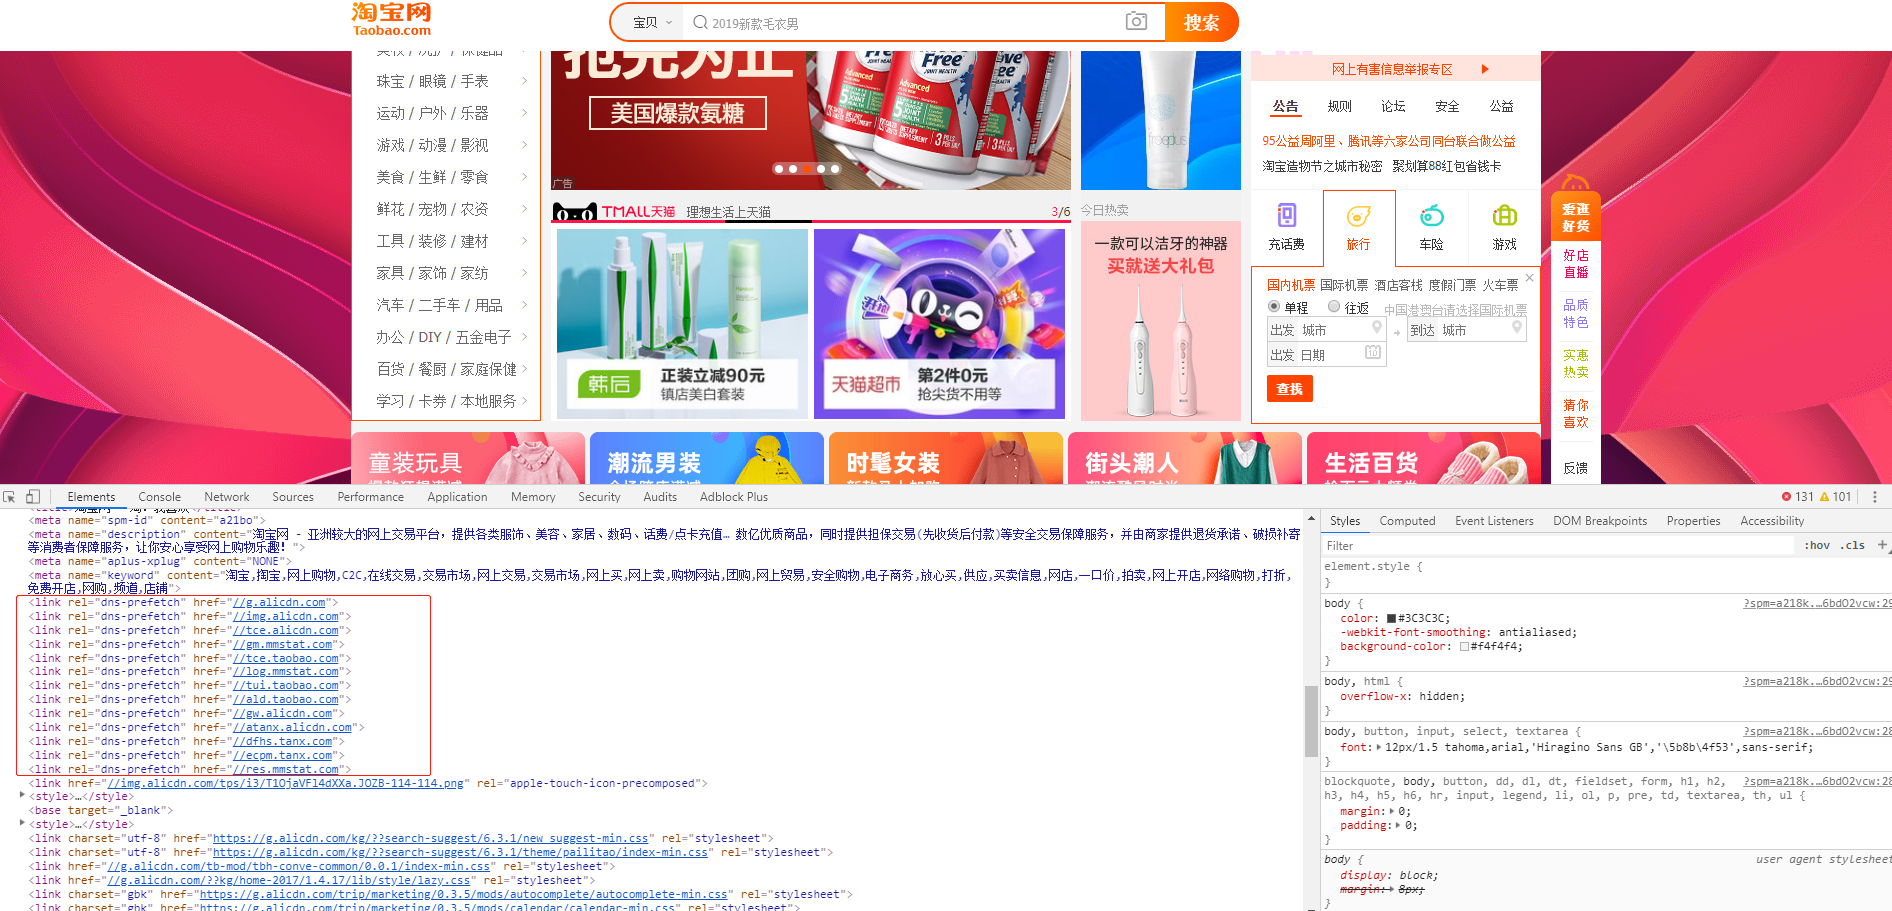 淘宝网
Taobao.com
宝贝
2019新款毛衣男
搜索
珠宝 / 眼镜 / 手表
运动 / 户外 / 乐器
游戏 / 动漫 / 影视
美食 / 生鲜 / 零食
鲜花 / 宠物 / 农资
工具 / 装修 / 建材
家具 / 家饰 / 家纺
汽车 / 二手车 / 用品
办公 / DIY / 五金电子
百货 / 餐厨 / 家庭保健
学习 / 卡券 / 本地服务
抢先为止
美国爆款氨糖
Free
JOINT HEALTH
Advanced
广告
freeplus
TMALL天猫 理想生活上天猫
3/6
韩后
正装立减90元
镇店美白套装
天猫超市
第2件0元
抢尖货不用等
今日热卖
一款可以洁牙的神器
买就送大礼包
网上有害信息举报专区
公告 规则 论坛 安全 公益
95公益周阿里、腾讯等六家公司同台联合做公益
淘宝造物节之城市秘密 聚划算88红包省钱卡
充话费 旅行 车险 游戏
国内机票 国际机票 酒店客栈 度假门票 火车票
单程 往返 中国港澳台请选择国际机票
出发 城市 到达 城市
出发 日期
查找
爱逛
好货
好店
直播
品质
特色
实惠
热卖
猜你
喜欢
反馈
童装玩具
潮流男装
时髦女装
街头潮人
生活百货
Elements Console Network Sources Performance Application Memory Security Audits Adblock Plus
131 101
<meta name="spm-id" content="a21bo">
<meta name="description" content="淘宝网 - 亚洲较大的网上交易平台，提供各类服饰、美容、家居、数码、话费/点卡充值… 数亿优质商品，同时提供担保交易(先收货后付款)等安全交易保障服务，并由商家提供退货承诺、破损补寄
等消费者保障服务，让你安心享受网上购物乐趣！">
<meta name="aplus-xplug" content="NONE">
<meta name="keyword" content="淘宝,掏宝,网上购物,C2C,在线交易,交易市场,网上交易,交易市场,网上买,网上卖,购物网站,团购,网上贸易,安全购物,电子商务,放心买,供应,买卖信息,网店,一口价,拍卖,网上开店,网络购物,打折,
免费开店,网购,频道,店铺">
<link rel="dns-prefetch" href="//g.alicdn.com">
<link rel="dns-prefetch" href="//img.alicdn.com">
<link rel="dns-prefetch" href="//tce.alicdn.com">
<link rel="dns-prefetch" href="//gm.mmstat.com">
<link ref="dns-prefetch" href="//tce.taobao.com">
<link rel="dns-prefetch" href="//log.mmstat.com">
<link rel="dns-prefetch" href="//tui.taobao.com">
<link rel="dns-prefetch" href="//ald.taobao.com">
<link rel="dns-prefetch" href="//gw.alicdn.com">
<link rel="dns-prefetch" href="//atanx.alicdn.com">
<link rel="dns-prefetch" href="//dfhs.tanx.com">
<link rel="dns-prefetch" href="//ecpm.tanx.com">
<link rel="dns-prefetch" href="//res.mmstat.com">
<link href="//img.alicdn.com/tps/i3/T1OjaVFl4dXXa.JOZB-114-114.png" rel="apple-touch-icon-precomposed">
<style>…</style>
<base target="_blank">
<style>…</style>
<link charset="utf-8" href="https://g.alicdn.com/kg/??search-suggest/6.3.1/new_suggest-min.css" rel="stylesheet">
<link charset="utf-8" href="https://g.alicdn.com/kg/??search-suggest/6.3.1/theme/pailitao/index-min.css" rel="stylesheet">
<link href="//g.alicdn.com/tb-mod/tbh-conve-common/0.0.1/index-min.css" rel="stylesheet">
<link href="//g.alicdn.com/??kg/home-2017/1.4.17/lib/style/lazy.css" rel="stylesheet">
<link charset="gbk" href="https://g.alicdn.com/trip/marketing/0.3.5/mods/autocomplete/autocomplete-min.css" rel="stylesheet">
<link charset="gbk" href="https://g.alicdn.com/trip/marketing/0.3.5/mods/calendar/calendar-min.css" rel="stylesheet">
Styles Computed Event Listeners DOM Breakpoints Properties Accessibility
Filter :hov .cls +
element.style {
}
body { ?spm=a218k…6bdO2vcw:29
color: #3C3C3C;
-webkit-font-smoothing: antialiased;
background-color: #f4f4f4;
}
body, html { ?spm=a218k…6bdO2vcw:29
overflow-x: hidden;
}
body, button, input, select, textarea { ?spm=a218k…6bdO2vcw:28
font: 12px/1.5 tahoma,arial,'Hiragino Sans GB','\5b8b\4f53',sans-serif;
}
blockquote, body, button, dd, dl, dt, fieldset, form, h1, h2, ?spm=a218k…6bdO2vcw:28
h3, h4, h5, h6, hr, input, legend, li, ol, p, pre, td, textarea, th, ul {
margin: 0;
padding: 0;
}
body { user agent stylesheet
display: block;
margin: 8px;
}